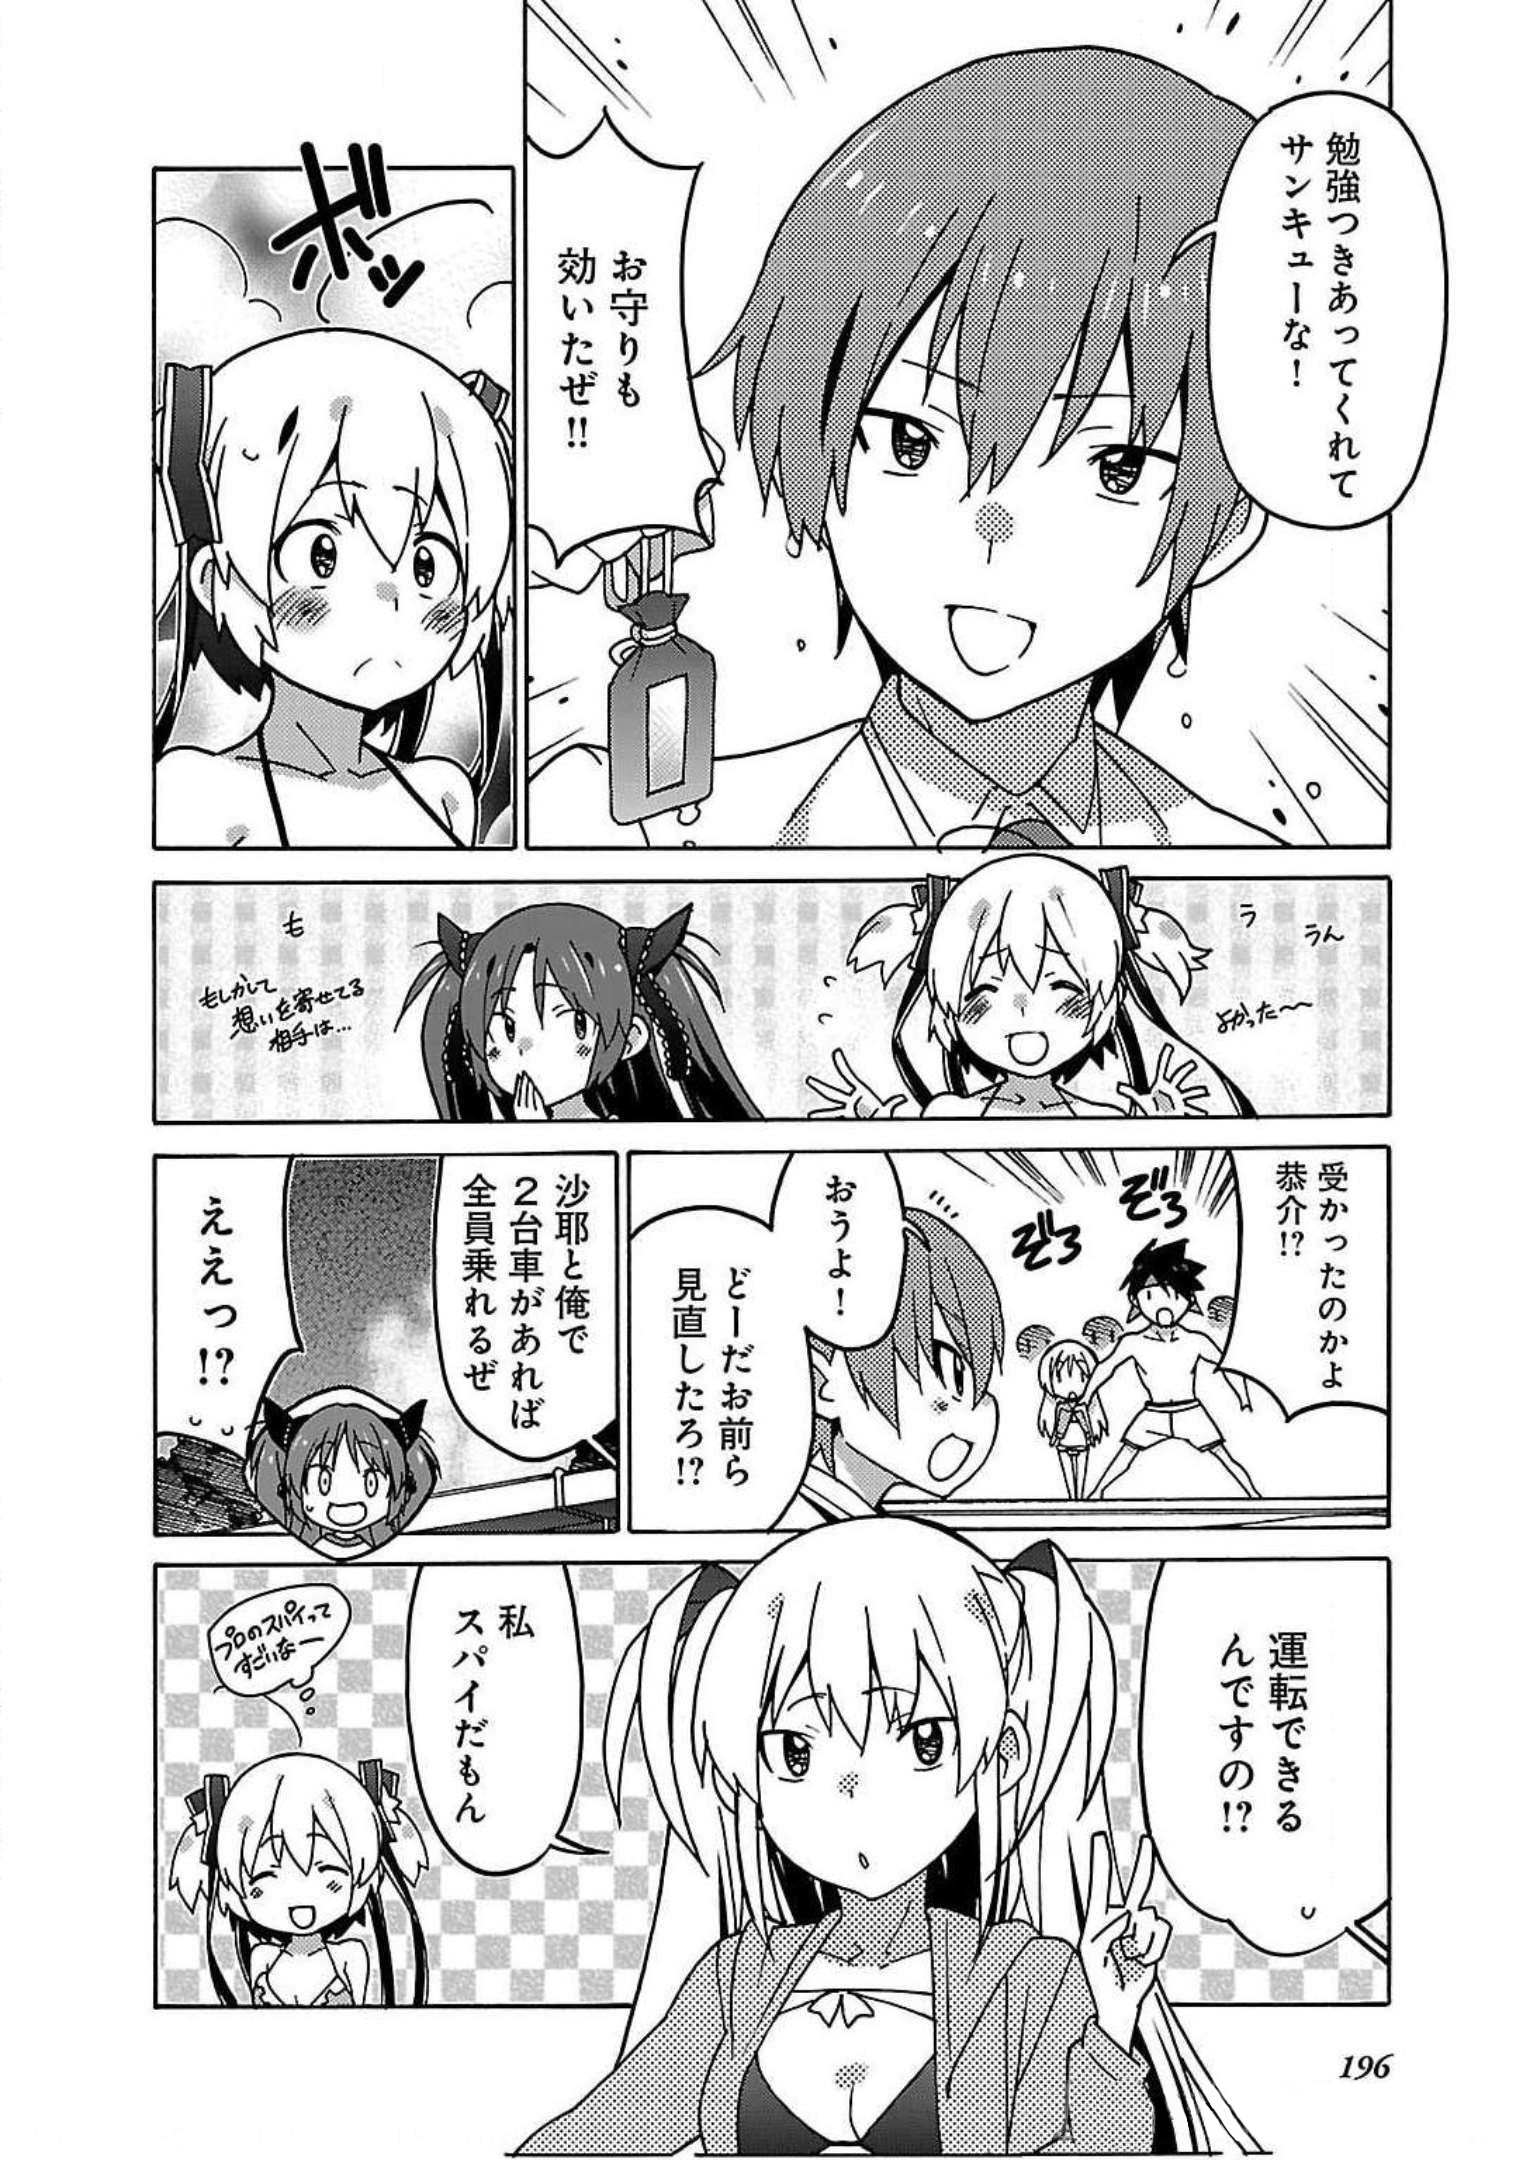 勉強つきあってくれて
サンキューな！
お守りも
効いたぜ!!
ボッ
う
うん
よかった〜〜
も
もしかして
想いを寄せてる
相手は…
受かったのかよ
恭介!?
ぞろ
ぞろ
おうよ！
どーだお前ら
見直したろ!?
沙耶と俺で
2台車があれば
全員乗れるぜ
ええっ!?
運転できる
んですの!?
私
スパイだもん
プロのスパイって
すごいなー
196